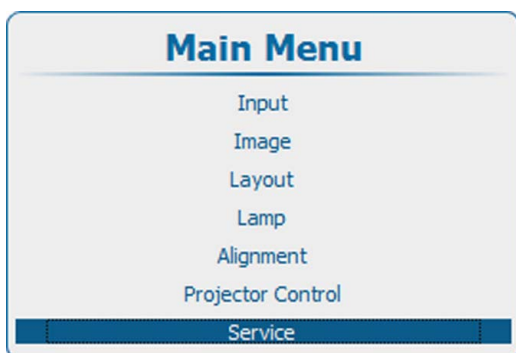 Main Menu
Input
Image
Layout
Lamp
Alignment
Projector Control
Service